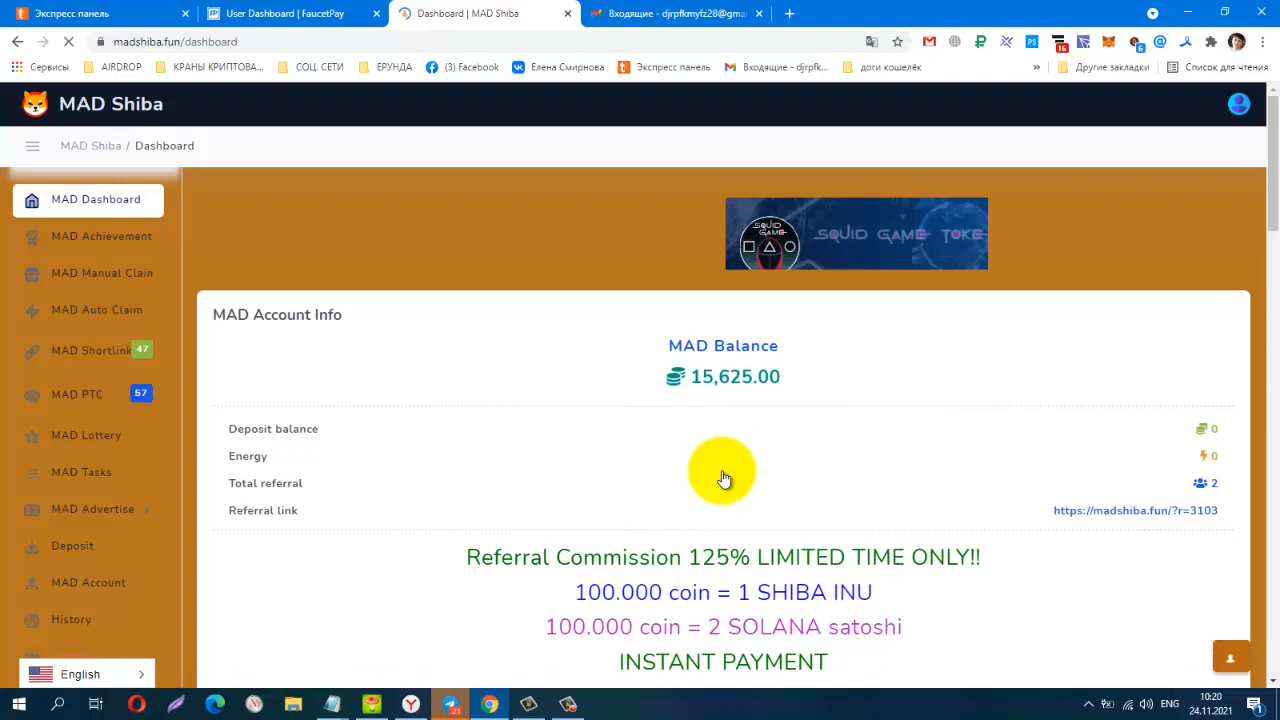 Экспресс панель
User Dashboard | FaucetPay
Dashboard | MAD Shiba
Входящие - djrpfkmyfz28@gma
madshiba.fun/dashboard
Сервисы
AIRDROP
КРАНЫ КРИПТОВА...
СОЦ. СЕТИ
ЕРУНДА
(3) Facebook
Елена Смирнова
Экспресс панель
Входящие - djrpfk...
доги кошелёк
»
Другие закладки
Список для чтения
MAD Shiba
MAD Shiba / Dashboard
MAD Dashboard
MAD Achievement
MAD Manual Clain
MAD Auto Claim
MAD Shortlink 47
MAD PTC 57
MAD Lottery
MAD Tasks
MAD Advertise
Deposit
MAD Account
History
English
SQUID GAME
SQUID GAME TOKE
MAD Account Info
MAD Balance
15,625.00
Deposit balance 0
Energy 0
Total referral 2
Referral link https://madshiba.fun/?r=3103
Referral Commission 125% LIMITED TIME ONLY!!
100.000 coin = 1 SHIBA INU
100.000 coin = 2 SOLANA satoshi
INSTANT PAYMENT
ENG
10:20
24.11.2021